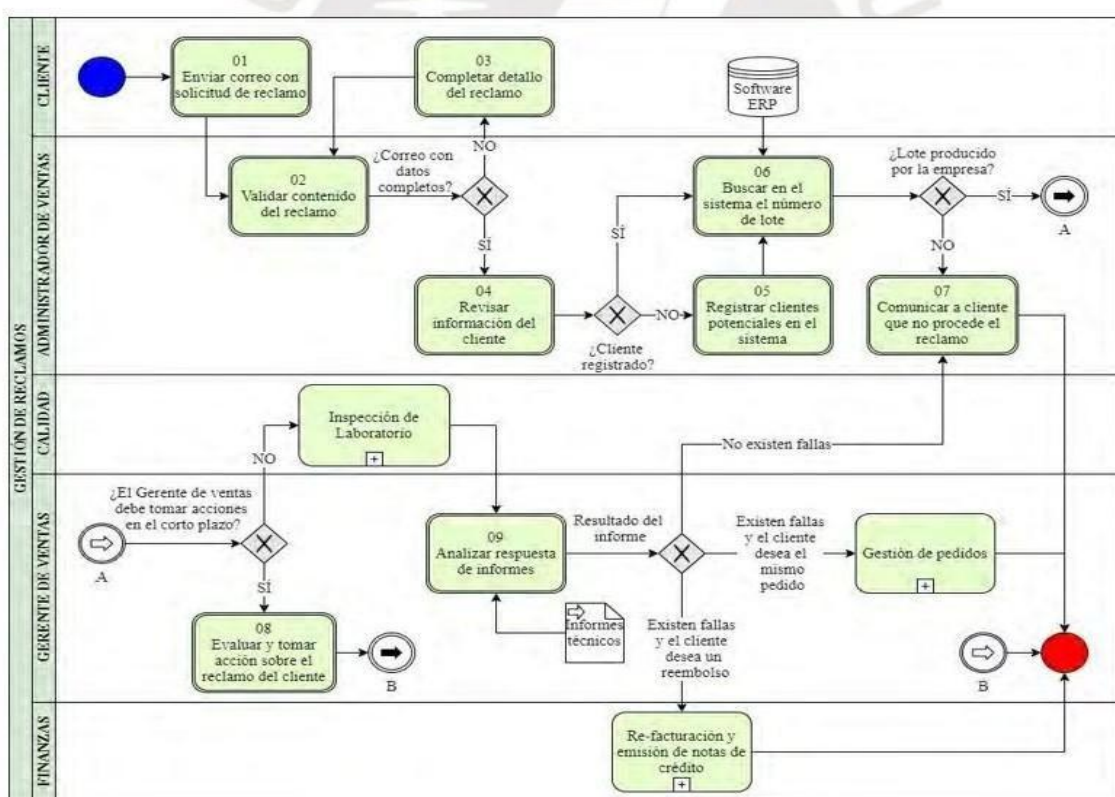 GESTIÓN DE RECLAMOS
CLIENTE
01
Enviar correo con
solicitud de reclamo
03
Completar detallo
del reclamo
Software
ERP
ADMINISTRADOR DE VENTAS
02
Validar contenido
del reclamo
¿Correo con
datos
completos?
NO
SÍ
04
Revisar
información del
cliente
¿Cliente
registrado?
SÍ
NO
05
Registrar clientes
potenciales en el
sistema
06
Buscar en el
sistema el número
de lote
¿Lote producido
por la empresa?
SÍ
A
NO
07
Comunicar a cliente
que no procede el
reclamo
CALIDAD
Inspección de
Laboratorio
NO
No existen fallas
GERENTE DE VENTAS
¿El Gerente de ventas
debe tomar acciones
en el corto plazo?
A
SÍ
08
Evaluar y tomar
acción sobre el
reclamo del cliente
B
09
Analizar respuesta
de informes
Informes
técnicos
Resultado del
informe
Existen fallas
y el cliente
desea el
mismo
pedido
Gestión de pedidos
Existen fallas
y el cliente
desea un
reembolso
B
FINANZAS
Re-facturación y
emisión de notas de
crédito